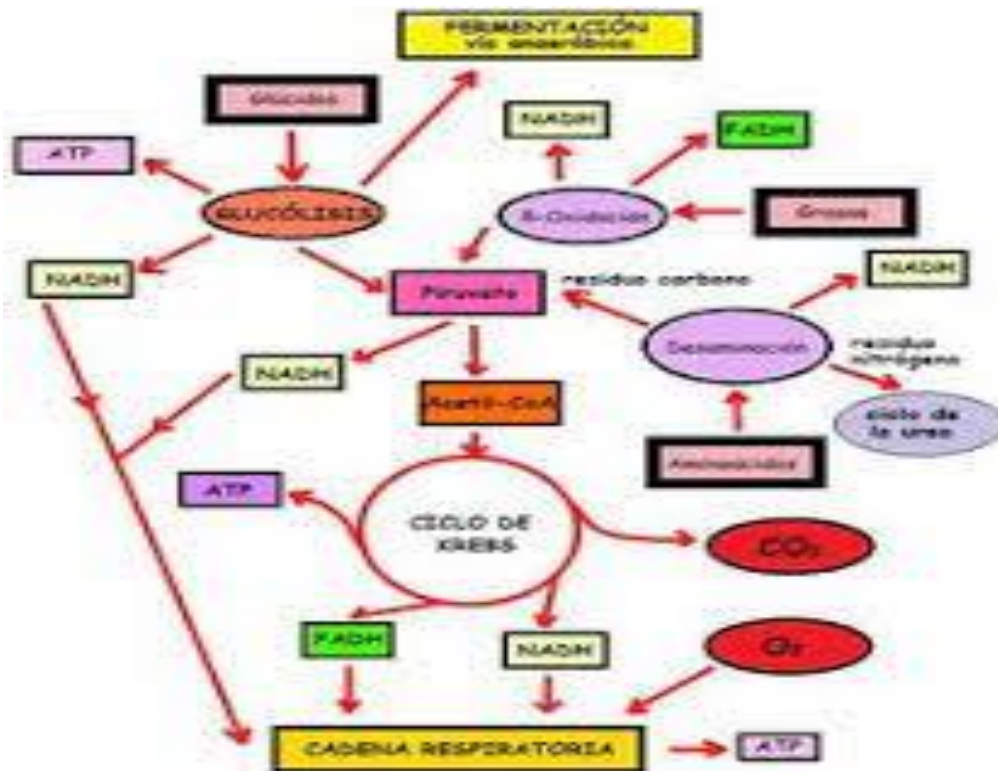 FERMENTACIÓN
vía anaeróbica
Glúcidos
NADH
FADH
ATP
GLUCÓLISIS
β-Oxidación
Grasas
NADH
NADH
Piruvato
residuo carbono
Desaminación
residuo
nitrógeno
NADH
Acetil-CoA
ciclo de
la urea
Aminoácidos
ATP
CICLO DE
KREBS
CO₂
FADH
NADH
O₂
CADENA RESPIRATORIA
ATP